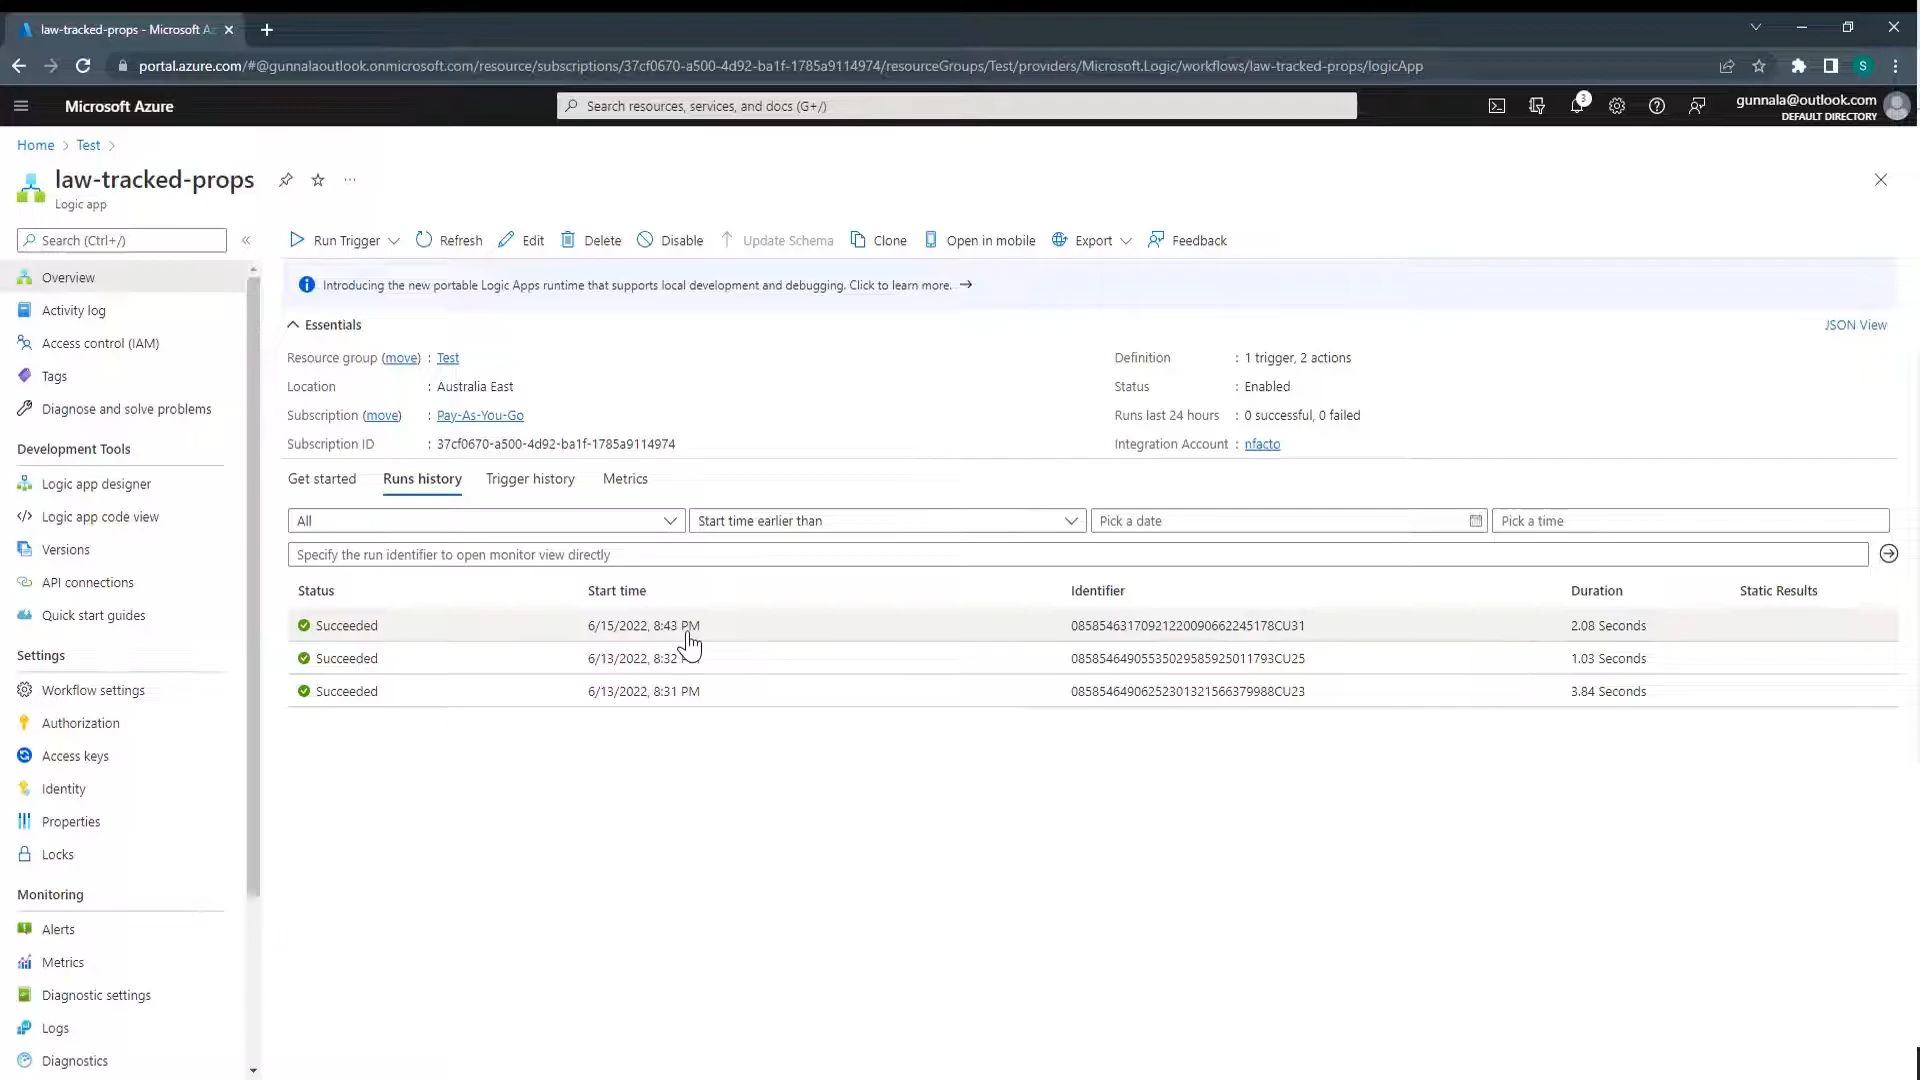 law-tracked-props - Microsoft Az
portal.azure.com/#@gunnalaoutlook.onmicrosoft.com/resource/subscriptions/37cf0670-a500-4d92-ba1f-1785a9114974/resourceGroups/Test/providers/Microsoft.Logic/workflows/law-tracked-props/logicApp
S
Microsoft Azure
Search resources, services, and docs (G+/)
3
gunnala@outlook.com
DEFAULT DIRECTORY
Home > Test >
law-tracked-props
Logic app
Search (Ctrl+/)
«
Run Trigger
Refresh
Edit
Delete
Disable
Update Schema
Clone
Open in mobile
Export
Feedback
Overview
Activity log
Access control (IAM)
Tags
Diagnose and solve problems
Development Tools
Logic app designer
Logic app code view
Versions
API connections
Quick start guides
Settings
Workflow settings
Authorization
Access keys
Identity
Properties
Locks
Monitoring
Alerts
Metrics
Diagnostic settings
Logs
Diagnostics
Introducing the new portable Logic Apps runtime that supports local development and debugging. Click to learn more. →
Essentials
JSON View
Resource group (move) : Test
Location : Australia East
Subscription (move) : Pay-As-You-Go
Subscription ID : 37cf0670-a500-4d92-ba1f-1785a9114974
Definition : 1 trigger, 2 actions
Status : Enabled
Runs last 24 hours : 0 successful, 0 failed
Integration Account : nfacto
Get started Runs history Trigger history Metrics
All Start time earlier than Pick a date Pick a time
Specify the run identifier to open monitor view directly
Status Start time Identifier Duration Static Results
Succeeded 6/15/2022, 8:43 PM 08585463170921220090662245178CU31 2.08 Seconds
Succeeded 6/13/2022, 8:32 08585464905535029585925011793CU25 1.03 Seconds
Succeeded 6/13/2022, 8:31 PM 08585464906252301321566379988CU23 3.84 Seconds